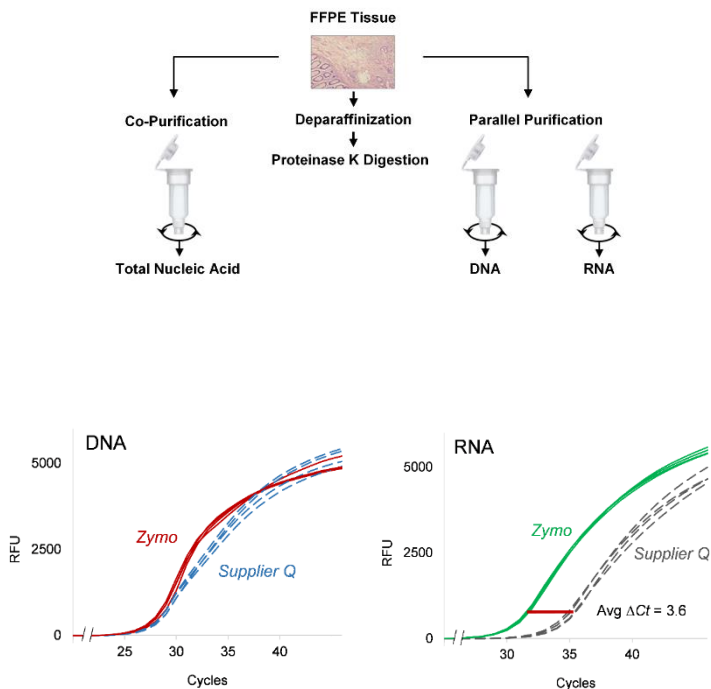 FFPE Tissue
Co-Purification
Deparaffinization
Parallel Purification
Proteinase K Digestion
Total Nucleic Acid
DNA
RNA
DNA
5000
2500
0
RFU
Zymo
Supplier Q
25
30
35
40
Cycles
RNA
5000
2500
0
RFU
Zymo
Supplier Q
Avg ΔCt = 3.6
30
35
40
Cycles